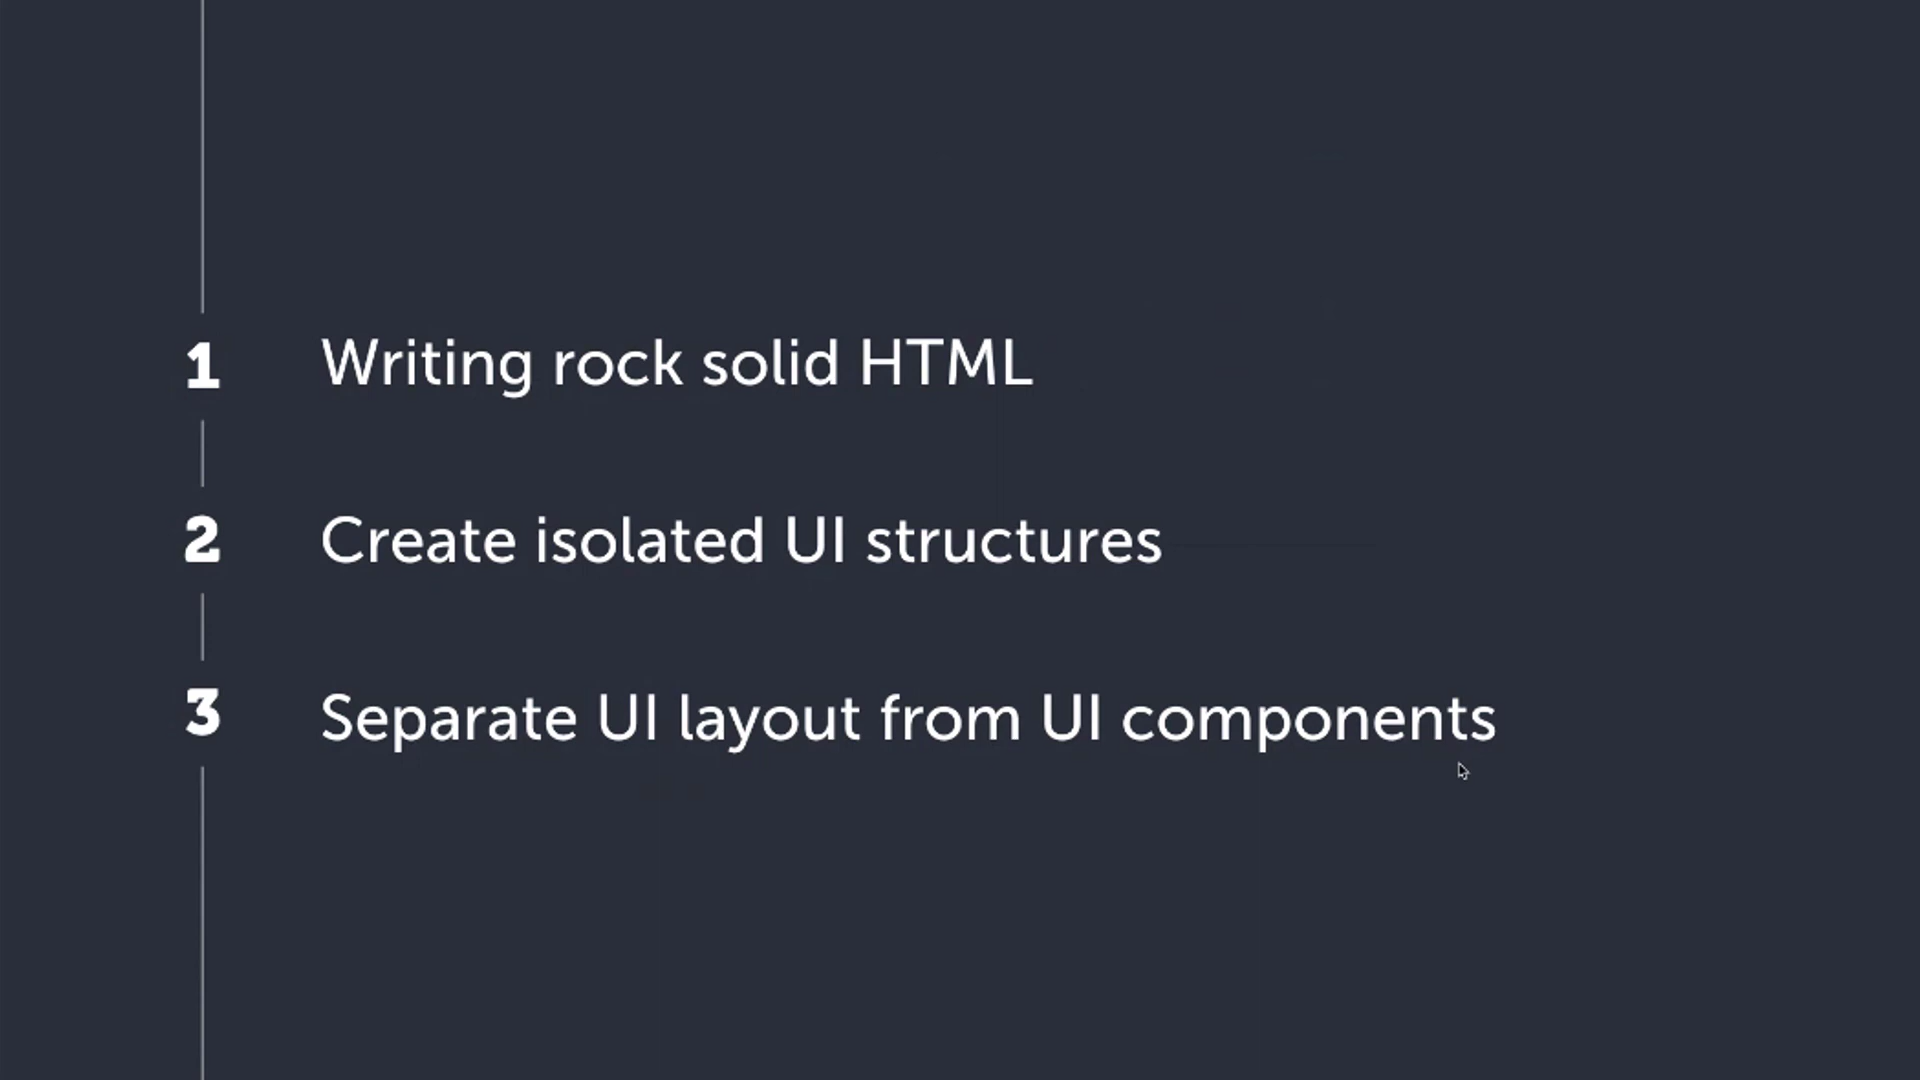 1 Writing rock solid HTML
2 Create isolated UI structures
3 Separate UI layout from UI components